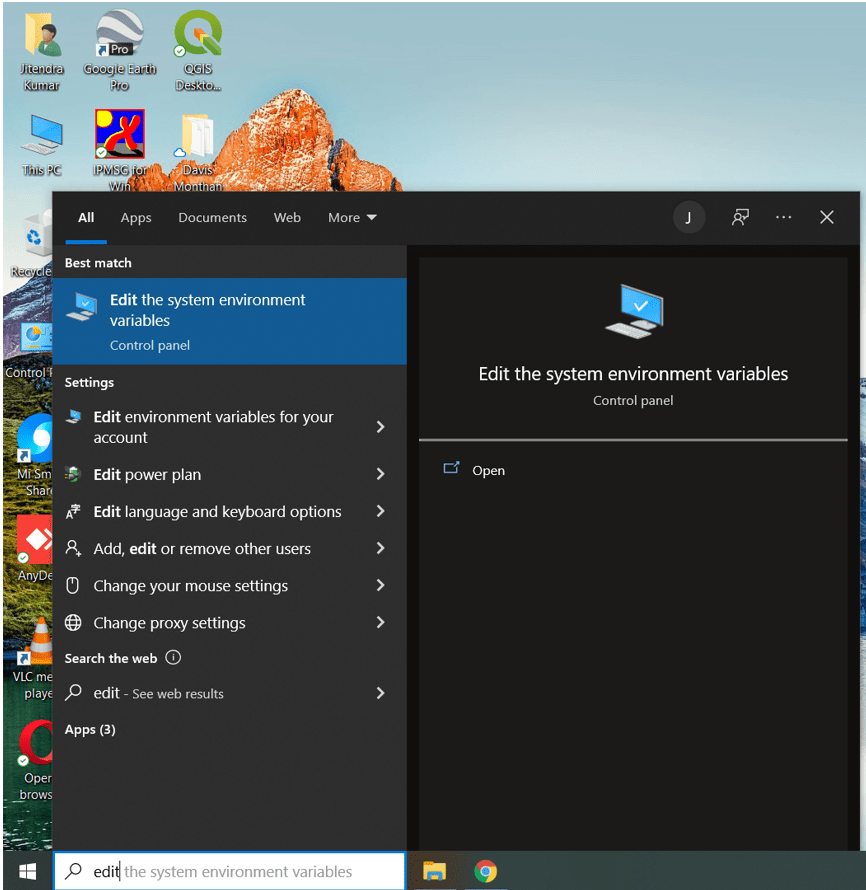 Jitendra
Kumar
Pro
Google Earth
Pro
QGIS
Deskto...
This PC
IPMSG for
Win
Davis
Monthan
All
Apps
Documents
Web
More
J
Recycle
Control
Mi Sm
Share
AnyDe
VLC me
playe
Oper
brows
Best match
Edit the system environment
variables
Control panel
Settings
Edit environment variables for your
account
Edit power plan
Edit language and keyboard options
Add, edit or remove other users
Change your mouse settings
Change proxy settings
Search the web
edit - See web results
Apps (3)
Edit the system environment variables
Control panel
Open
edit the system environment variables